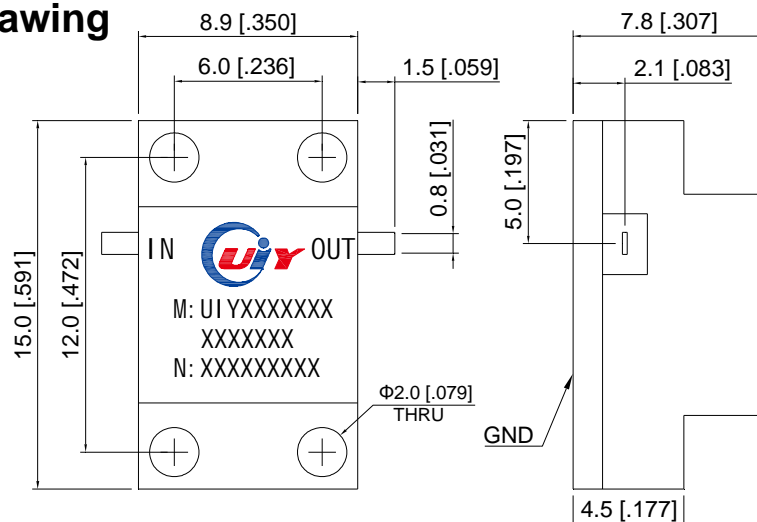 awing
8.9 [.350]
6.0 [.236]
1.5 [.059]
0.8 [.031]
15.0 [.591]
12.0 [.472]
IN
UiY
OUT
M: UIYXXXXXXX
XXXXXXX
N: XXXXXXXXX
Φ2.0 [.079]
THRU
7.8 [.307]
2.1 [.083]
5.0 [.197]
GND
4.5 [.177]